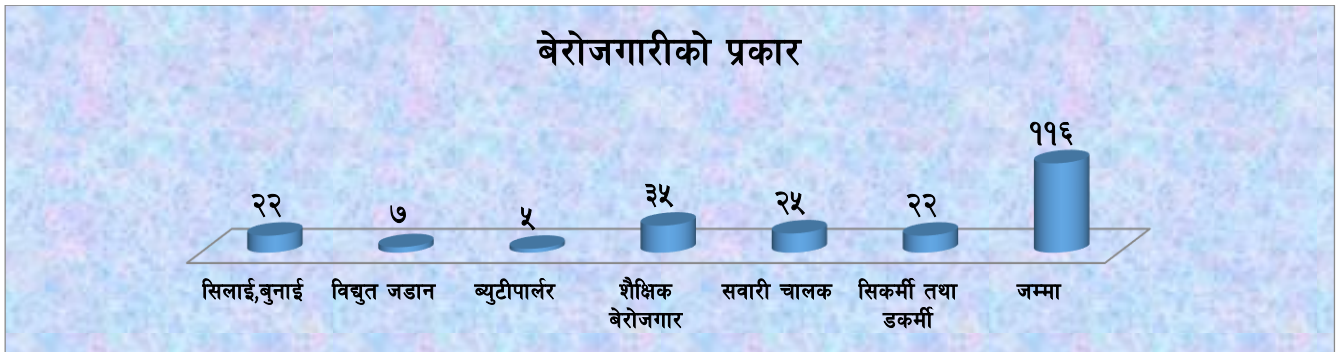 बेरोजगारीको प्रकार
२२
७
५
३५
२५
२२
११६
सिलाई,बुनाई
विद्युत जडान
ब्युटीपार्लर
शैक्षिक
बेरोजगार
सवारी चालक
सिकर्मी तथा
डकर्मी
जम्मा